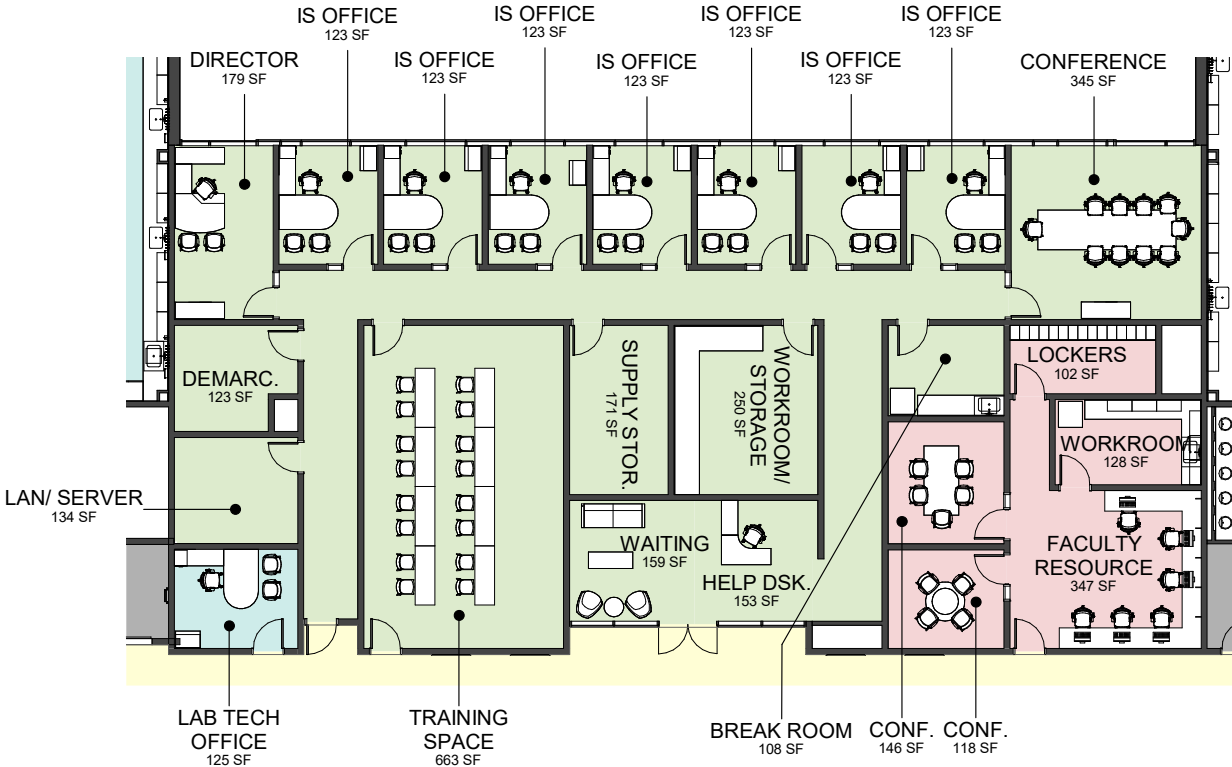 IS OFFICE
123 SF
IS OFFICE
123 SF
IS OFFICE
123 SF
IS OFFICE
123 SF
DIRECTOR
179 SF
IS OFFICE
123 SF
IS OFFICE
123 SF
IS OFFICE
123 SF
CONFERENCE
345 SF
DEMARC.
123 SF
SUPPLY STOR.
171 SF
WORKROOM/
STORAGE
250 SF
LOCKERS
102 SF
WORKROOM
128 SF
LAN/ SERVER
134 SF
WAITING
159 SF
HELP DSK.
153 SF
FACULTY
RESOURCE
347 SF
LAB TECH
OFFICE
125 SF
TRAINING
SPACE
663 SF
BREAK ROOM
108 SF
CONF.
146 SF
CONF.
118 SF